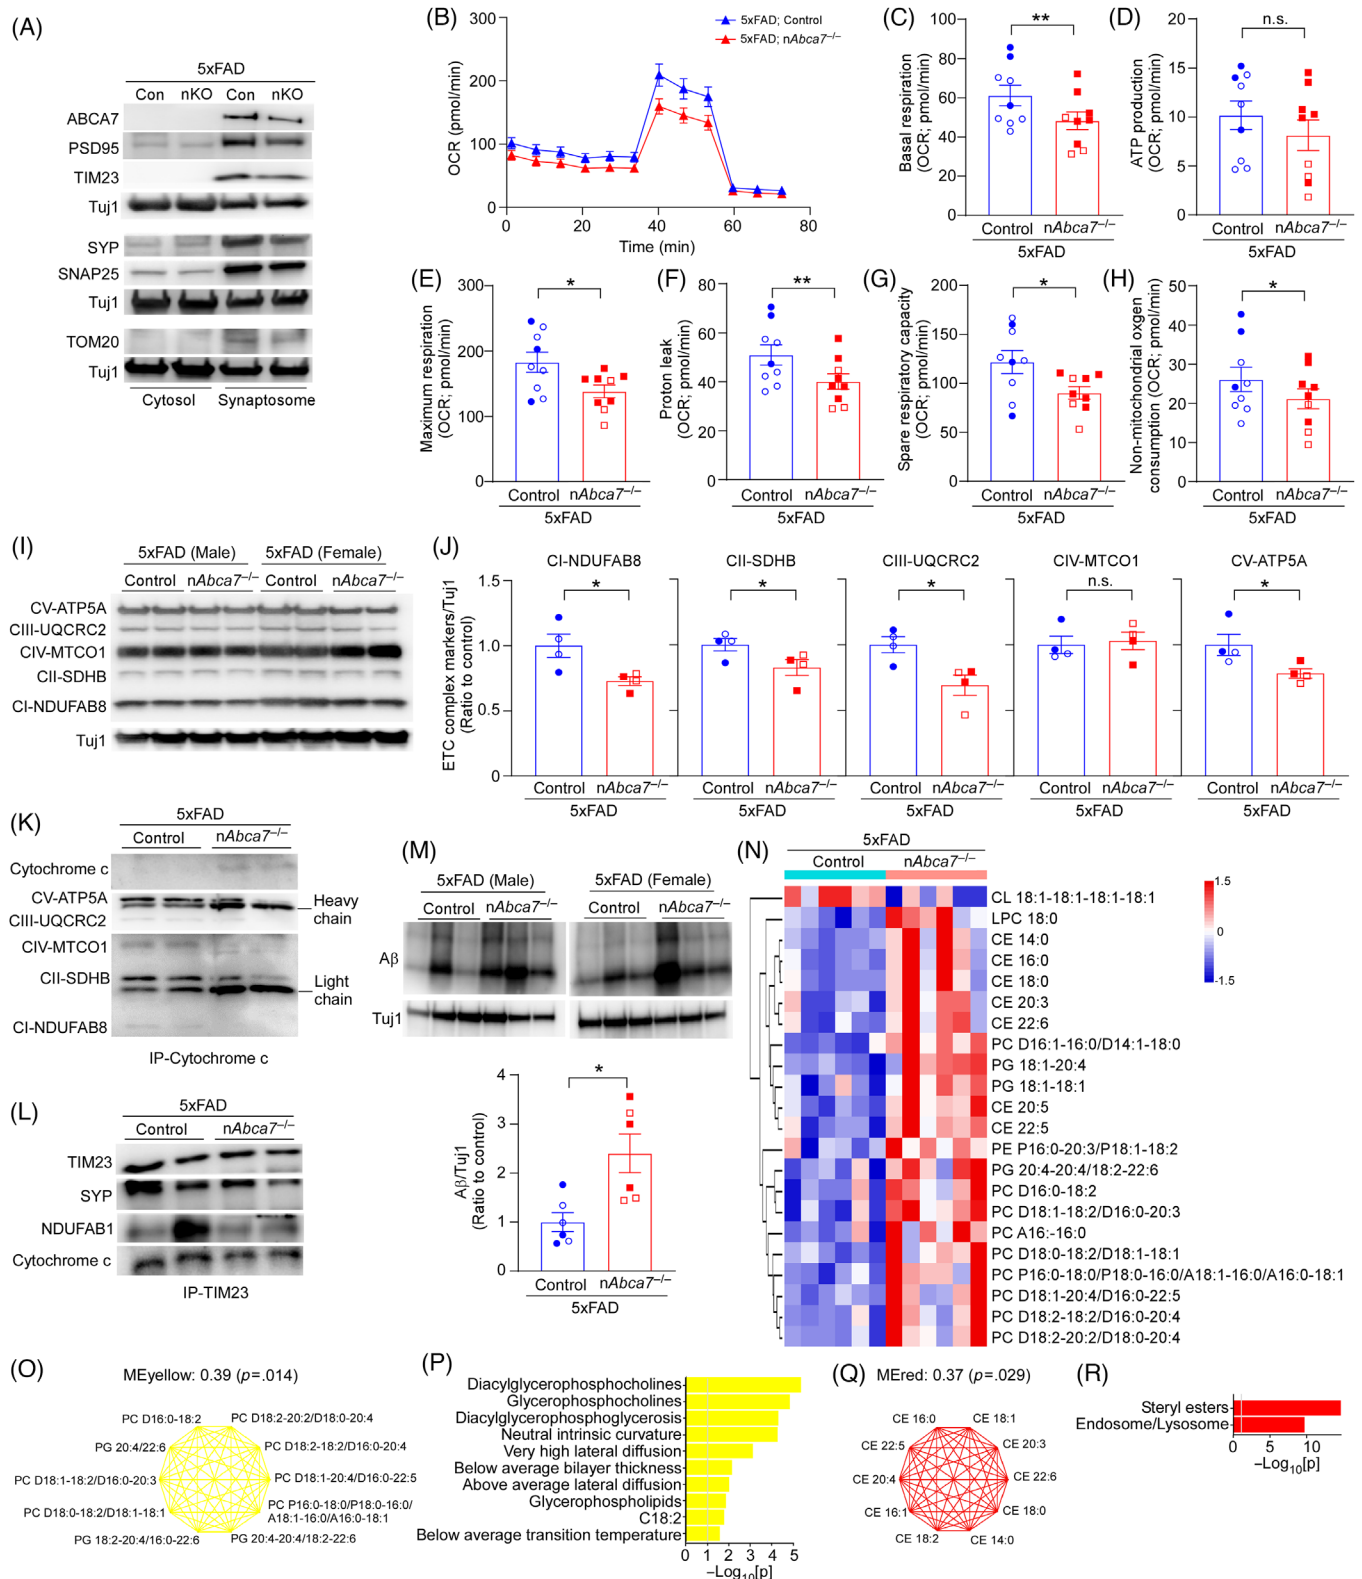 (A)
5xFAD
Con nKO Con nKO
ABCA7
PSD95
TIM23
Tuj1
SYP
SNAP25
Tuj1
TOM20
Tuj1
Cytosol Synaptosome
(B)
OCR (pmol/min)
300
200
100
0
0 20 40 60 80
Time (min)
5xFAD; Control
5xFAD; nAbca7–/–
(C)
Basal respiration
(OCR; pmol/min)
100
80
60
40
20
0
**
Control nAbca7–/–
5xFAD
(D)
ATP production
(OCR; pmol/min)
20
15
10
5
0
n.s.
Control nAbca7–/–
5xFAD
(E)
Maximum respiration
(OCR; pmol/min)
300
200
100
0
*
Control nAbca7–/–
5xFAD
(F)
Proton leak
(OCR; pmol/min)
80
60
40
20
0
**
Control nAbca7–/–
5xFAD
(G)
Spare respiratory capacity
(OCR; pmol/min)
200
150
100
50
0
*
Control nAbca7–/–
5xFAD
(H)
Non-mitochondrial oxgen
consumption (OCR; pmol/min)
50
40
30
20
10
0
*
Control nAbca7–/–
5xFAD
(I)
5xFAD (Male) 5xFAD (Female)
Control nAbca7–/– Control nAbca7–/–
CV-ATP5A
CIII-UQCRC2
CIV-MTCO1
CII-SDHB
CI-NDUFAB8
Tuj1
(J)
ETC complex markers/Tuj1
(Ratio to control)
1.5
1.0
0.5
0
CI-NDUFAB8 CII-SDHB CIII-UQCRC2 CIV-MTCO1 CV-ATP5A
* * * n.s. *
Control nAbca7–/– Control nAbca7–/– Control nAbca7–/– Control nAbca7–/– Control nAbca7–/–
5xFAD 5xFAD 5xFAD 5xFAD 5xFAD
(K)
5xFAD
Control nAbca7–/–
Cytochrome c
CV-ATP5A
Heavy
chain
CIII-UQCRC2
CIV-MTCO1
CII-SDHB
Light
chain
CI-NDUFAB8
IP-Cytochrome c
(L)
5xFAD
Control nAbca7–/–
TIM23
SYP
NDUFAB1
Cytochrome c
IP-TIM23
(M)
5xFAD (Male) 5xFAD (Female)
Control nAbca7–/– Control nAbca7–/–
Aβ
Tuj1
Aβ/Tuj1
(Ratio to control)
4
3
2
1
0
*
Control nAbca7–/–
5xFAD
(N)
5xFAD
Control nAbca7–/–
1.5
1
0
-1.5
CL 18:1-18:1-18:1-18:1
LPC 18:0
CE 14:0
CE 16:0
CE 18:0
CE 20:3
CE 22:6
PC D16:1-16:0/D14:1-18:0
PG 18:1-20:4
PG 18:1-18:1
CE 20:5
CE 22:5
PE P16:0-20:3/P18:1-18:2
PG 20:4-20:4/18:2-22:6
PC D16:0-18:2
PC D18:1-18:2/D16:0-20:3
PC A16:-16:0
PC D18:0-18:2/D18:1-18:1
PC P16:0-18:0/P18:0-16:0/A18:1-16:0/A16:0-18:1
PC D18:1-20:4/D16:0-22:5
PC D18:2-18:2/D16:0-20:4
PC D18:2-20:2/D18:0-20:4
(O)
MEyellow: 0.39 (p=.014)
PC D16:0-18:2 PC D18:2-20:2/D18:0-20:4
PG 20:4/22:6 PC D18:2-18:2/D16:0-20:4
PC D18:1-18:2/D16:0-20:3 PC D18:1-20:4/D16:0-22:5
PC D18:0-18:2/D18:1-18:1 PC P16:0-18:0/P18:0-16:0/
A18:1-16:0/A16:0-18:1
PG 18:2-20:4/16:0-22:6 PG 20:4-20:4/18:2-22:6
(P)
Diacylglycerophosphocholines
Glycerophosphocholines
Diacylglycerophosphoglycerosis
Neutral intrinsic curvature
Very high lateral diffusion
Below average bilayer thickness
Above average lateral diffusion
Glycerophospholipids
C18:2
Below average transition temperature
0 1 2 3 4 5
–Log10[p]
(Q)
MEred: 0.37 (p=.029)
CE 16:0 CE 18:1
CE 22:5 CE 20:3
CE 20:4 CE 22:6
CE 16:1 CE 18:0
CE 18:2 CE 14:0
(R)
Steryl esters
Endosome/Lysosome
0 5 10
–Log10[p]